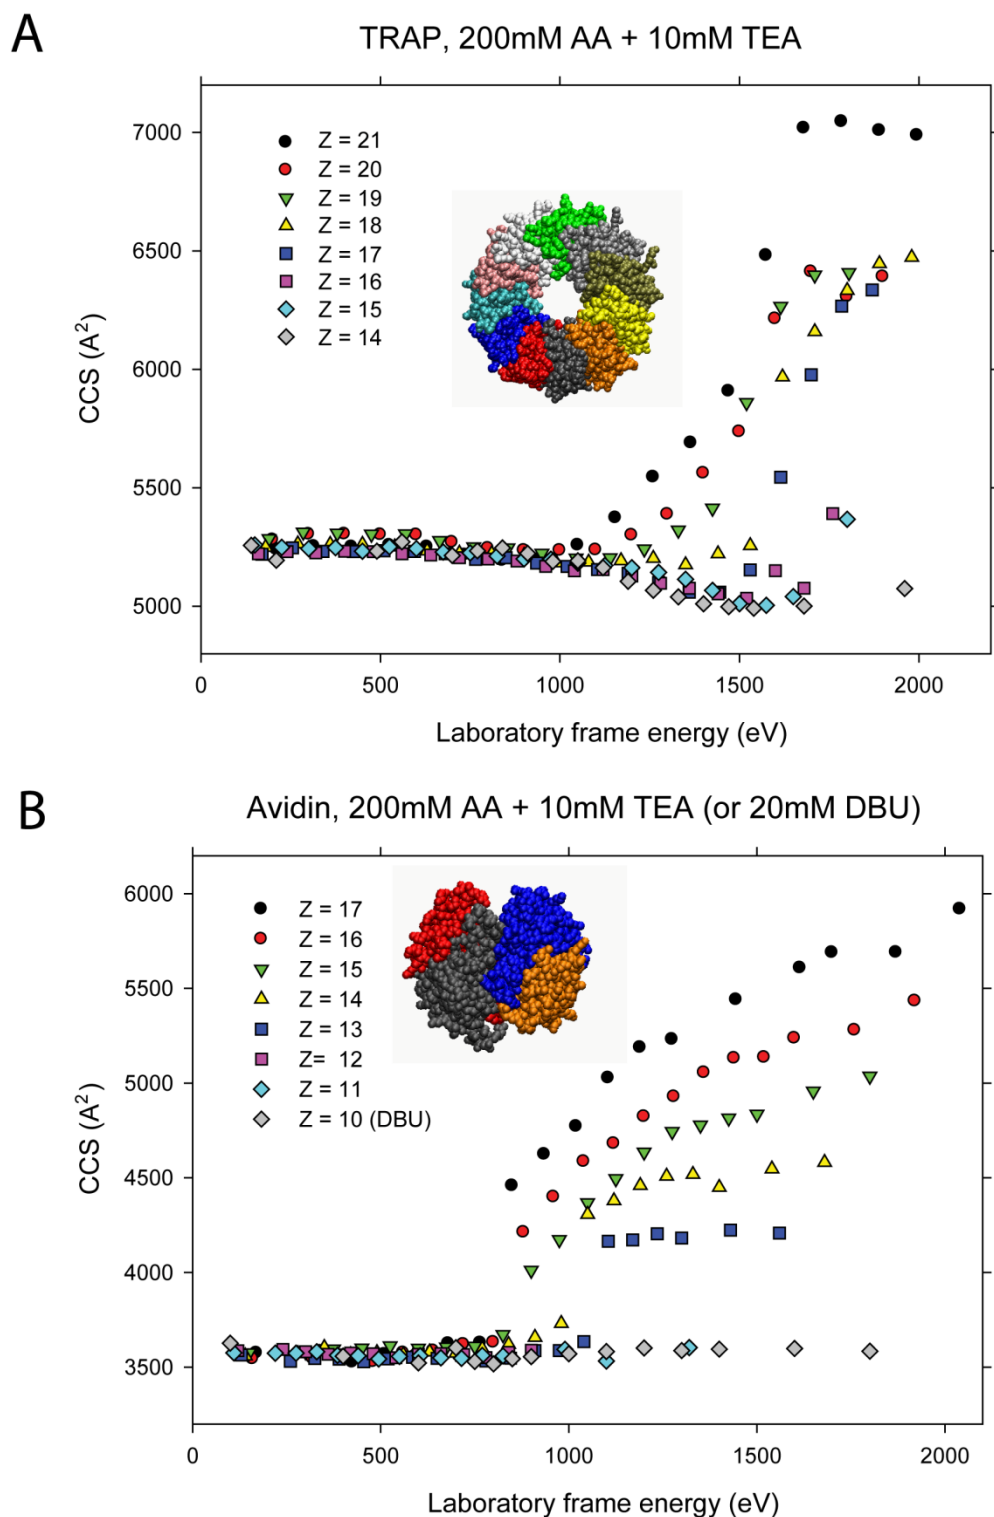 A
TRAP, 200mM AA + 10mM TEA
7000
6500
6000
5500
5000
CCS (A²)
Z = 21
Z = 20
Z = 19
Z = 18
Z = 17
Z = 16
Z = 15
Z = 14
0 500 1000 1500 2000
Laboratory frame energy (eV)
B
Avidin, 200mM AA + 10mM TEA (or 20mM DBU)
6000
5500
5000
4500
4000
3500
CCS (A²)
Z = 17
Z = 16
Z = 15
Z = 14
Z = 13
Z= 12
Z = 11
Z = 10 (DBU)
0 500 1000 1500 2000
Laboratory frame energy (eV)